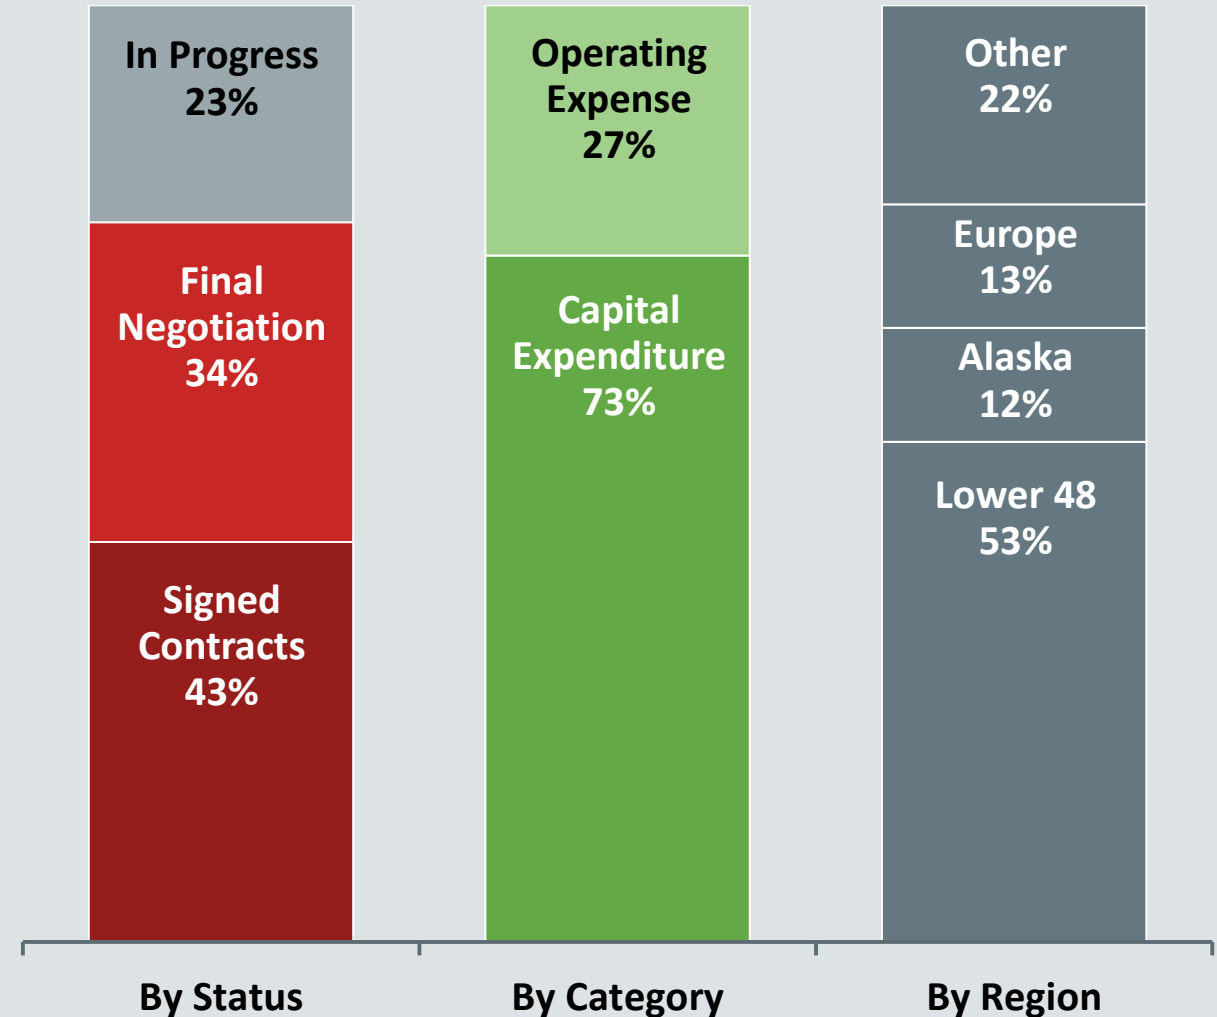 In Progress
23%
Final
Negotiation
34%
Signed
Contracts
43%
By Status
Operating
Expense
27%
Capital
Expenditure
73%
By Category
Other
22%
Europe
13%
Alaska
12%
Lower 48
53%
By Region